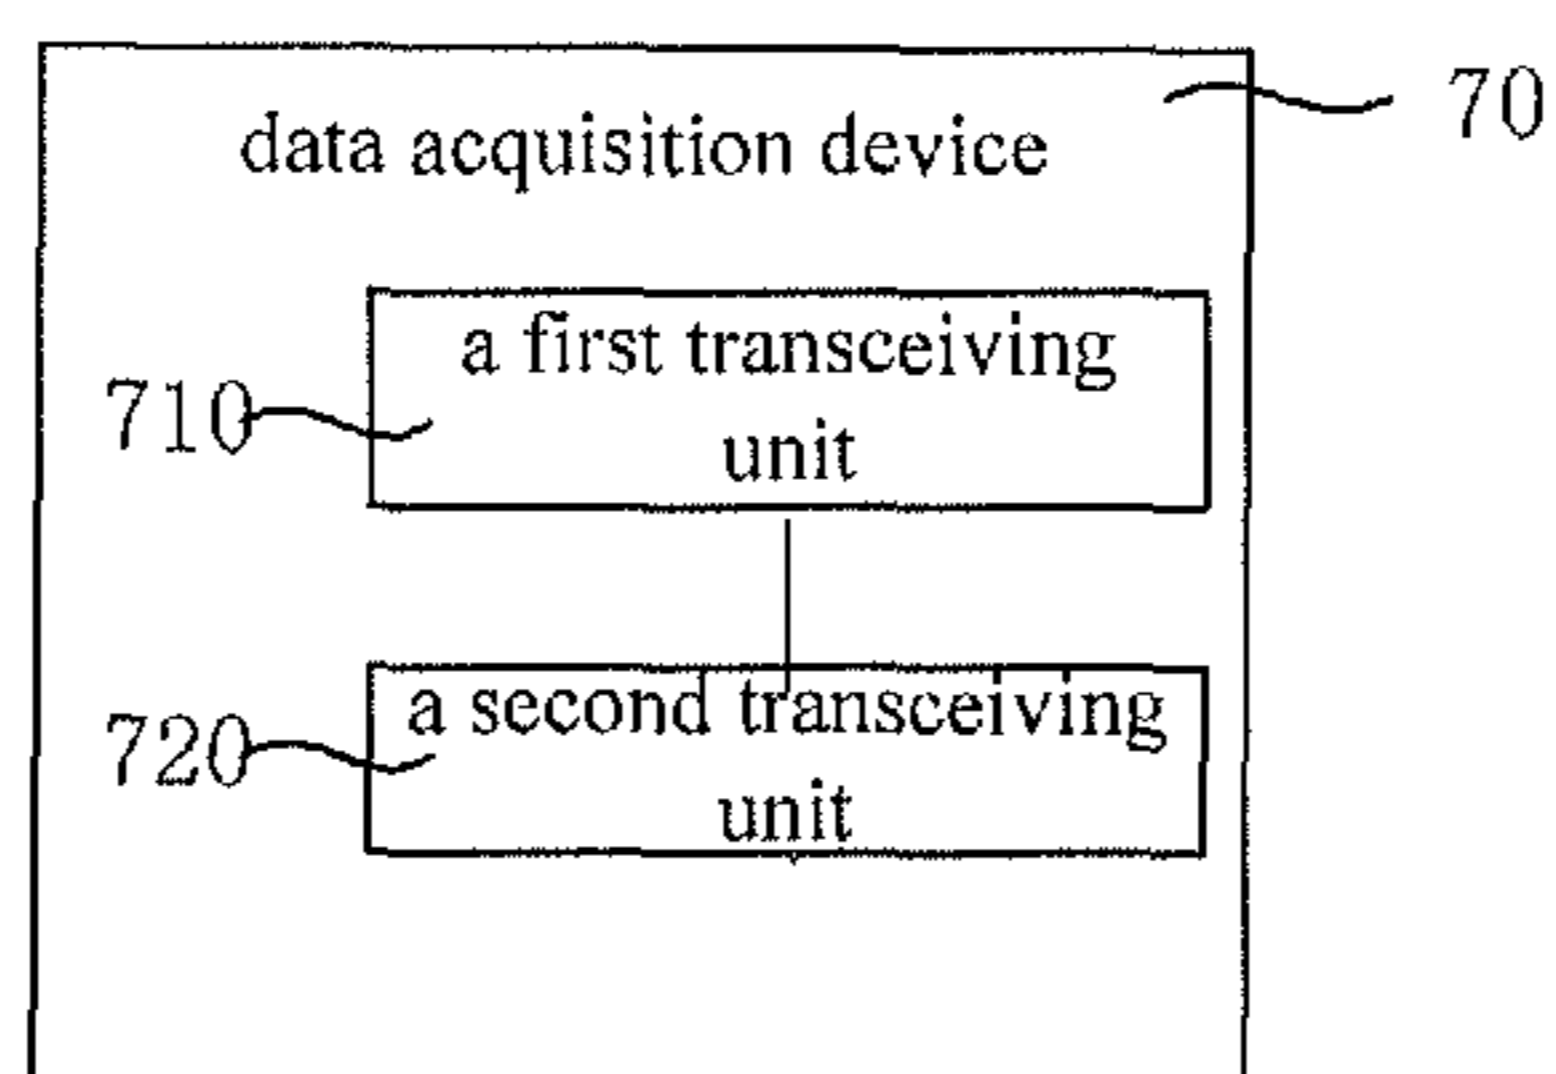 70
data acquisition device
a first transceiving
710
unit
a second transceiving
720
unit